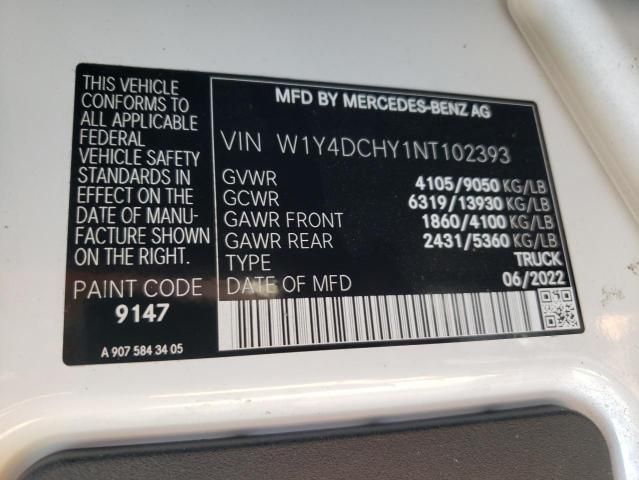 THIS VEHICLE
CONFORMS TO
ALL APPLICABLE
FEDERAL
VEHICLE SAFETY
STANDARDS IN
EFFECT ON THE
DATE OF MANU-
FACTURE SHOWN
ON THE RIGHT.
PAINT CODE
9147
A 907 584 34 05
MFD BY MERCEDES-BENZ AG
VIN W1Y4DCHY1NT102393
GVWR 4105/9050 KG/LB
GCWR 6319/13930 KG/LB
GAWR FRONT 1860/4100 KG/LB
GAWR REAR 2431/5360 KG/LB
TYPE TRUCK
DATE OF MFD 06/2022